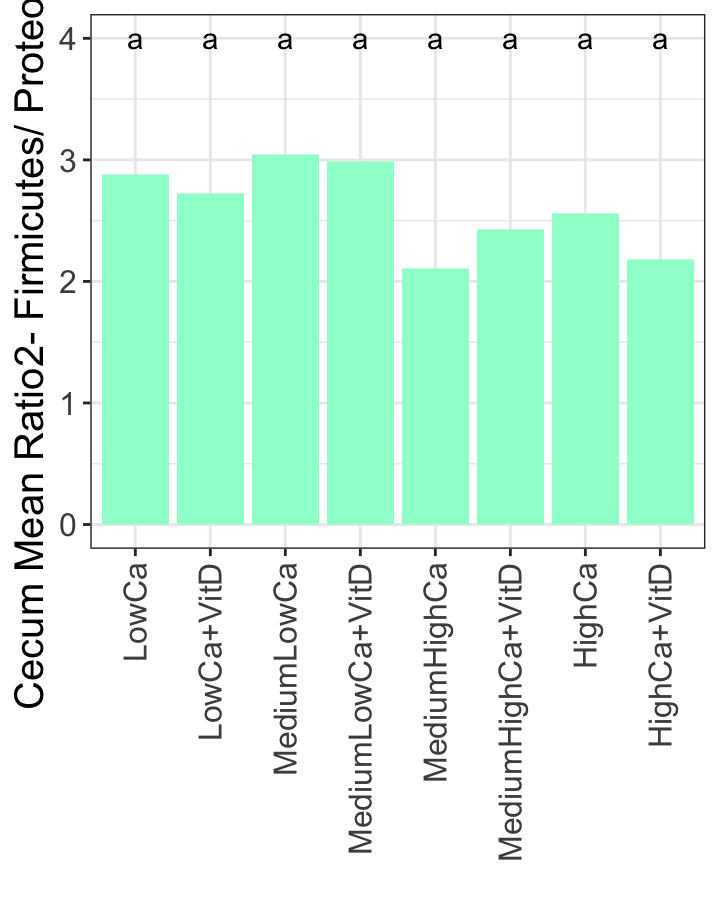 Cecum Mean Ratio2- Firmicutes/ Proteo
4
3
2
1
0
a a a a a a a a
LowCa
LowCa+VitD
MediumLowCa
MediumLowCa+VitD
MediumHighCa
MediumHighCa+VitD
HighCa
HighCa+VitD